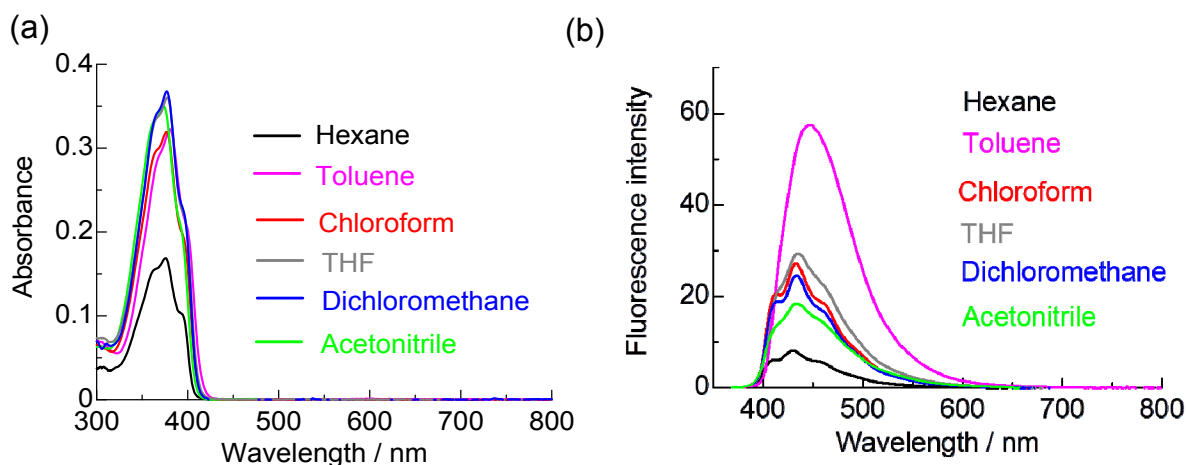 (a)
0.4
0.3
0.2
0.1
0
Absorbance
300 400 500 600 700 800
Wavelength / nm
Hexane
Toluene
Chloroform
THF
Dichloromethane
Acetonitrile
(b)
60
40
20
0
Fluorescence intensity
400 500 600 700 800
Wavelength / nm
Hexane
Toluene
Chloroform
THF
Dichloromethane
Acetonitrile